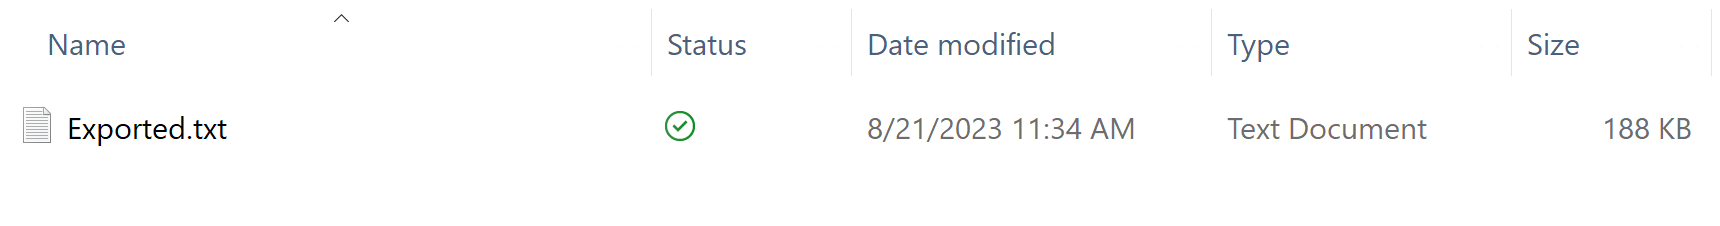 Name Status Date modified Type Size
Exported.txt 8/21/2023 11:34 AM Text Document 188 KB